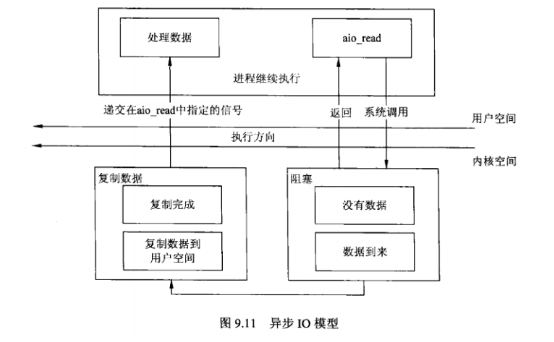 处理数据
aio_read
进程继续执行
递交在aio_read中指定的信号
返回
系统调用
用户空间
执行方向
内核空间
复制数据
阻塞
复制完成
没有数据
复制数据到
用户空间
数据到来
图 9.11 异步 IO 模型